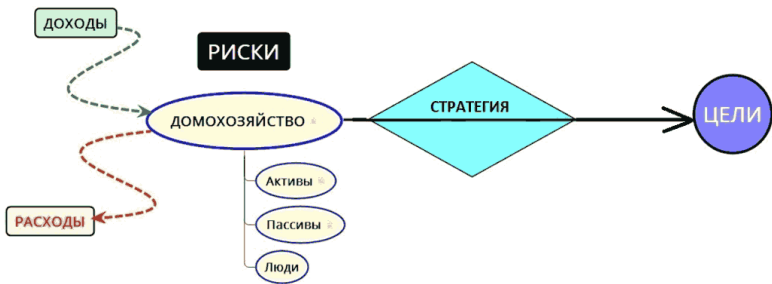 ДОХОДЫ
РИСКИ
СТРАТЕГИЯ
ЦЕЛИ
ДОМОХОЗЯЙСТВО
Активы
РАСХОДЫ
Пассивы
Люди